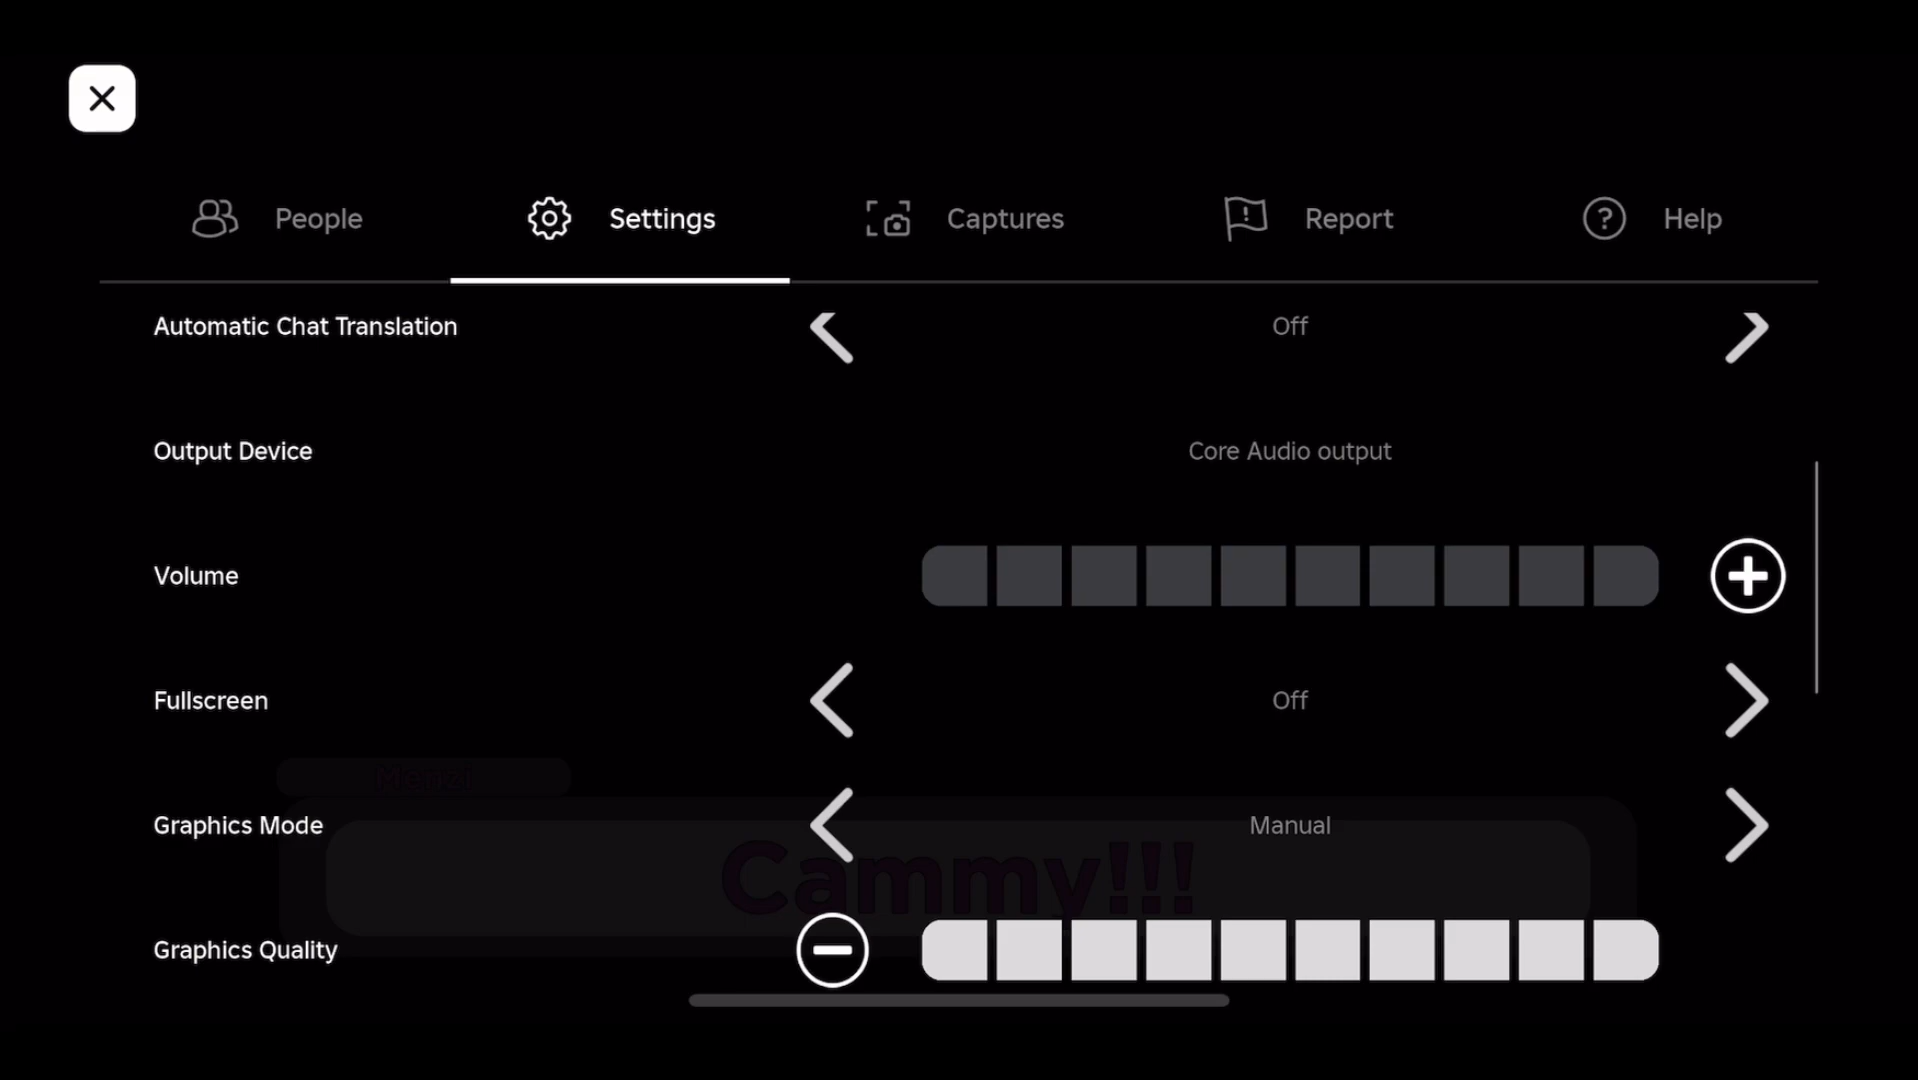 People
Settings
Captures
Report
Help
Automatic Chat Translation
Off
Output Device
Core Audio output
Volume
Fullscreen
Off
Graphics Mode
Manual
Cammy!!!
Graphics Quality